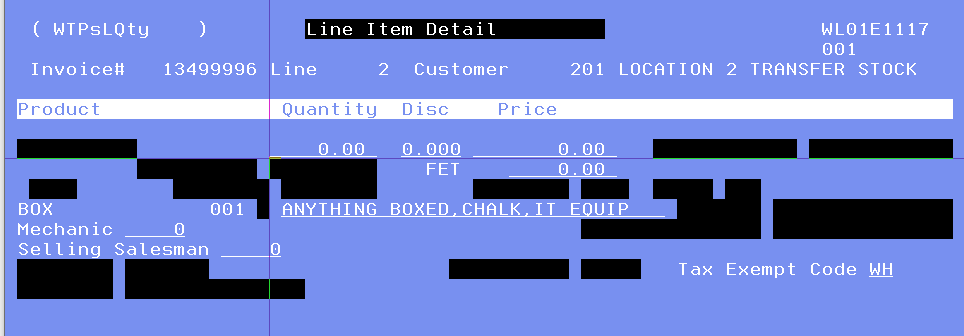 ( WTPsLQty    )    Line Item Detail    WL01E1117
001
Invoice#   13499996 Line     2  Customer     201 LOCATION 2 TRANSFER STOCK
Product    Quantity  Disc    Price
0.00   0.000   0.00
FET   0.00
BOX   001   ANYTHING BOXED,CHALK,IT EQUIP
Mechanic     0
Selling Salesman     0
Tax Exempt Code WH